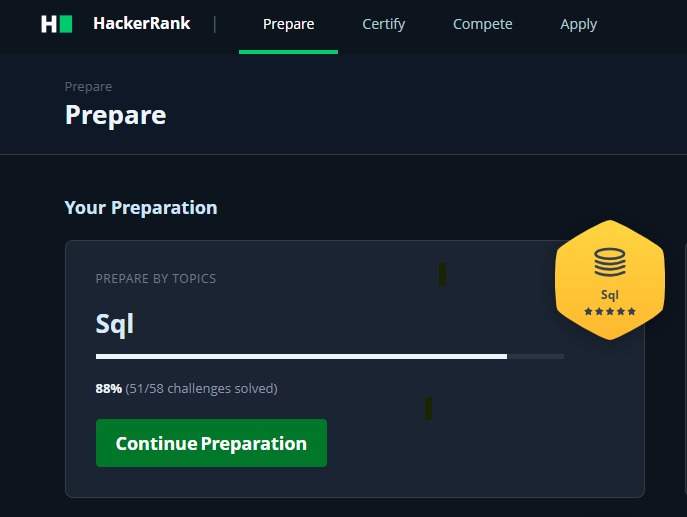 H HackerRank | Prepare Certify Compete Apply
Prepare
Prepare
Your Preparation
PREPARE BY TOPICS
Sql
Sql
88% (51/58 challenges solved)
Continue Preparation